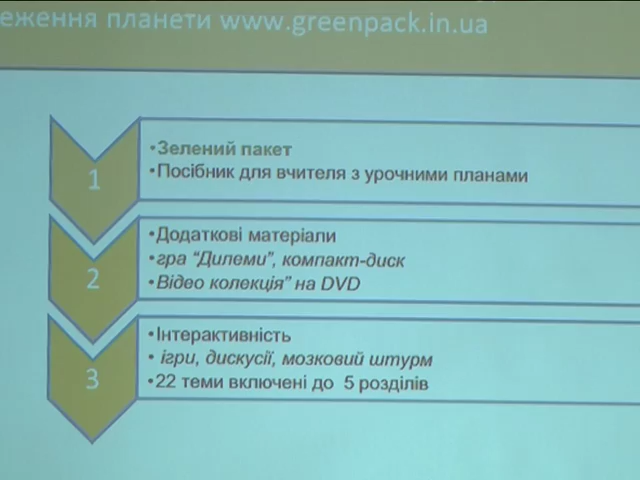 еження планети www.greenpack.in.ua
1
•Зелений пакет
•Посібник для вчителя з урочними планами
2
•Додаткові матеріали
•гра “Дилеми”, компакт-диск
•Відео колекція” на DVD
3
•Інтерактивність
• ігри, дискусії, мозковий штурм
•22 теми включені до 5 розділів